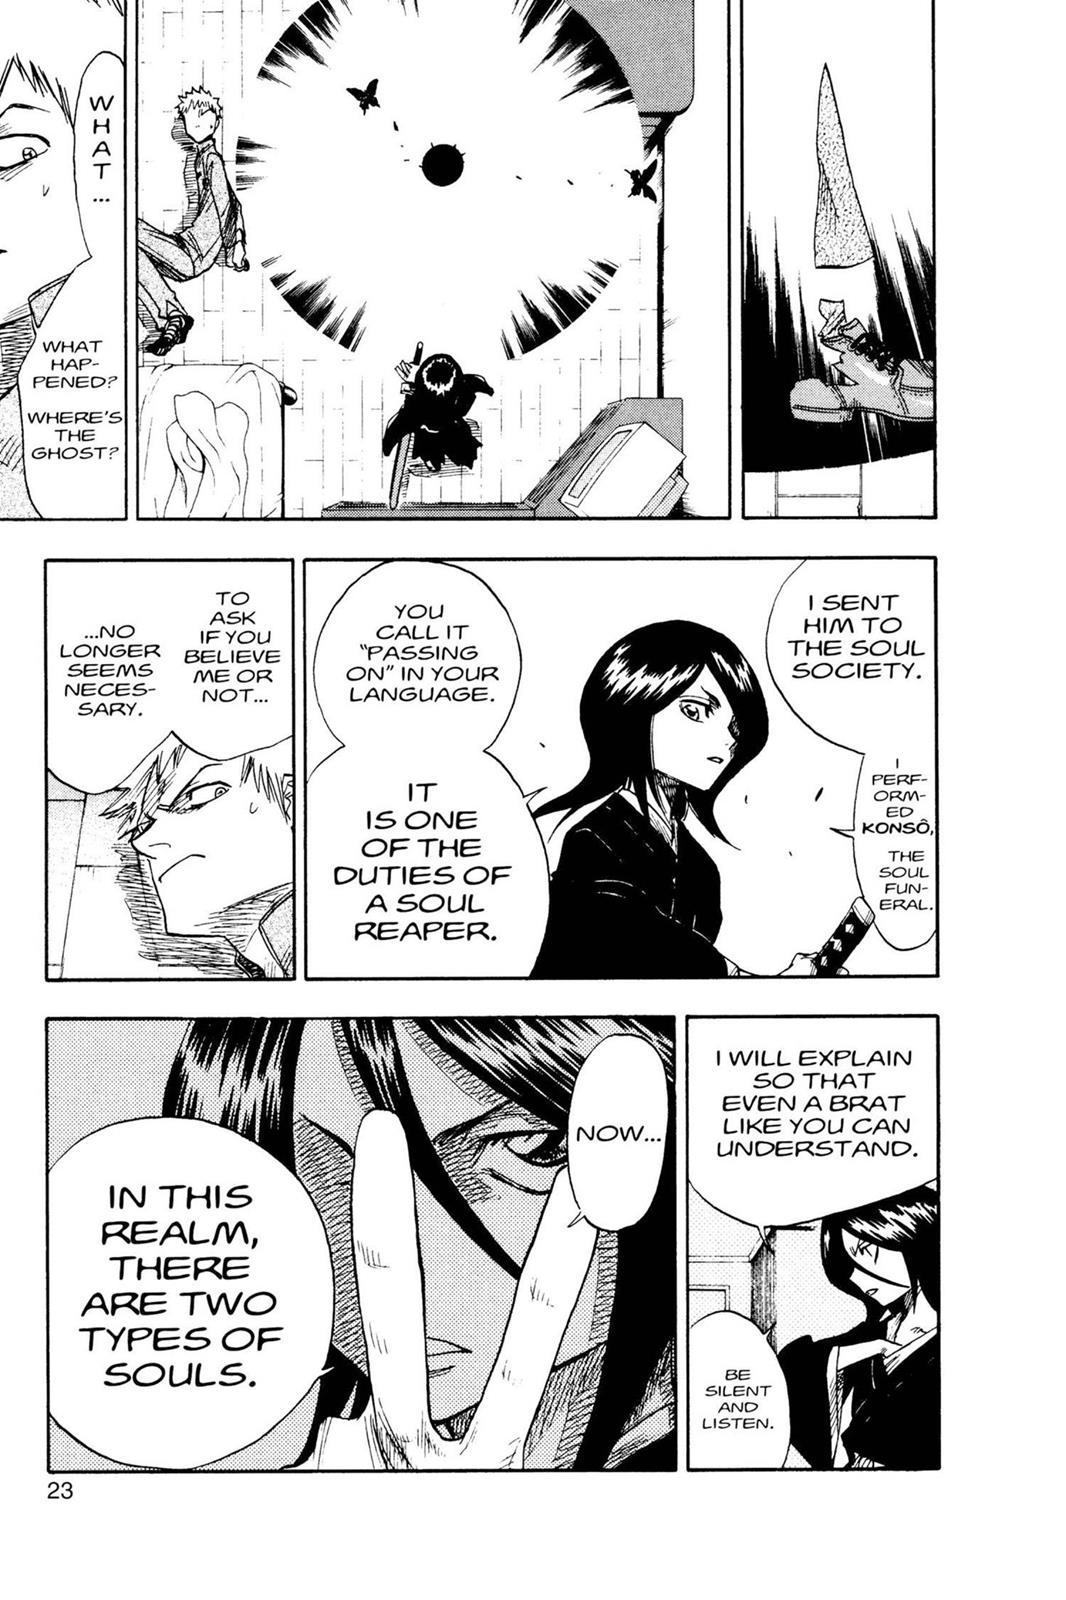 WHAT...
WHAT
HAP-
PENED?
WHERE'S
THE
GHOST?
I SENT
HIM TO
THE SOUL
SOCIETY.
I
PERF-
ORM-
ED
KONSÔ,
THE
SOUL
FUN-
ERAL.
YOU
CALL IT
"PASSING
ON" IN YOUR
LANGUAGE.
IT
IS ONE
OF THE
DUTIES OF
A SOUL
REAPER.
TO
ASK
IF YOU
BELIEVE
ME OR
NOT...
...NO
LONGER
SEEMS
NECES-
SARY.
I WILL EXPLAIN
SO THAT
EVEN A BRAT
LIKE YOU CAN
UNDERSTAND.
BE
SILENT
AND
LISTEN.
NOW...
IN THIS
REALM,
THERE
ARE TWO
TYPES OF
SOULS.
23